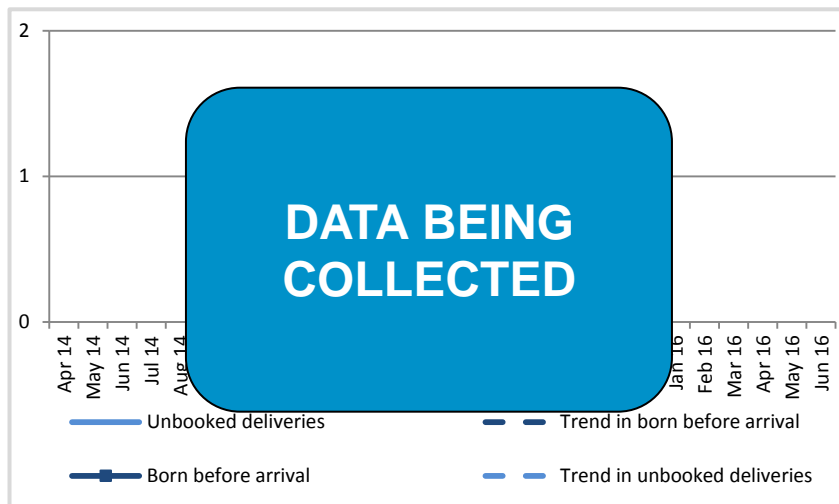 2
1
0
DATA BEING
COLLECTED
Apr 14
May 14
Jun 14
Jul 14
Aug 14
Jan 16
Feb 16
Mar 16
Apr 16
May 16
Jun 16
Unbooked deliveries
Trend in born before arrival
Born before arrival
Trend in unbooked deliveries